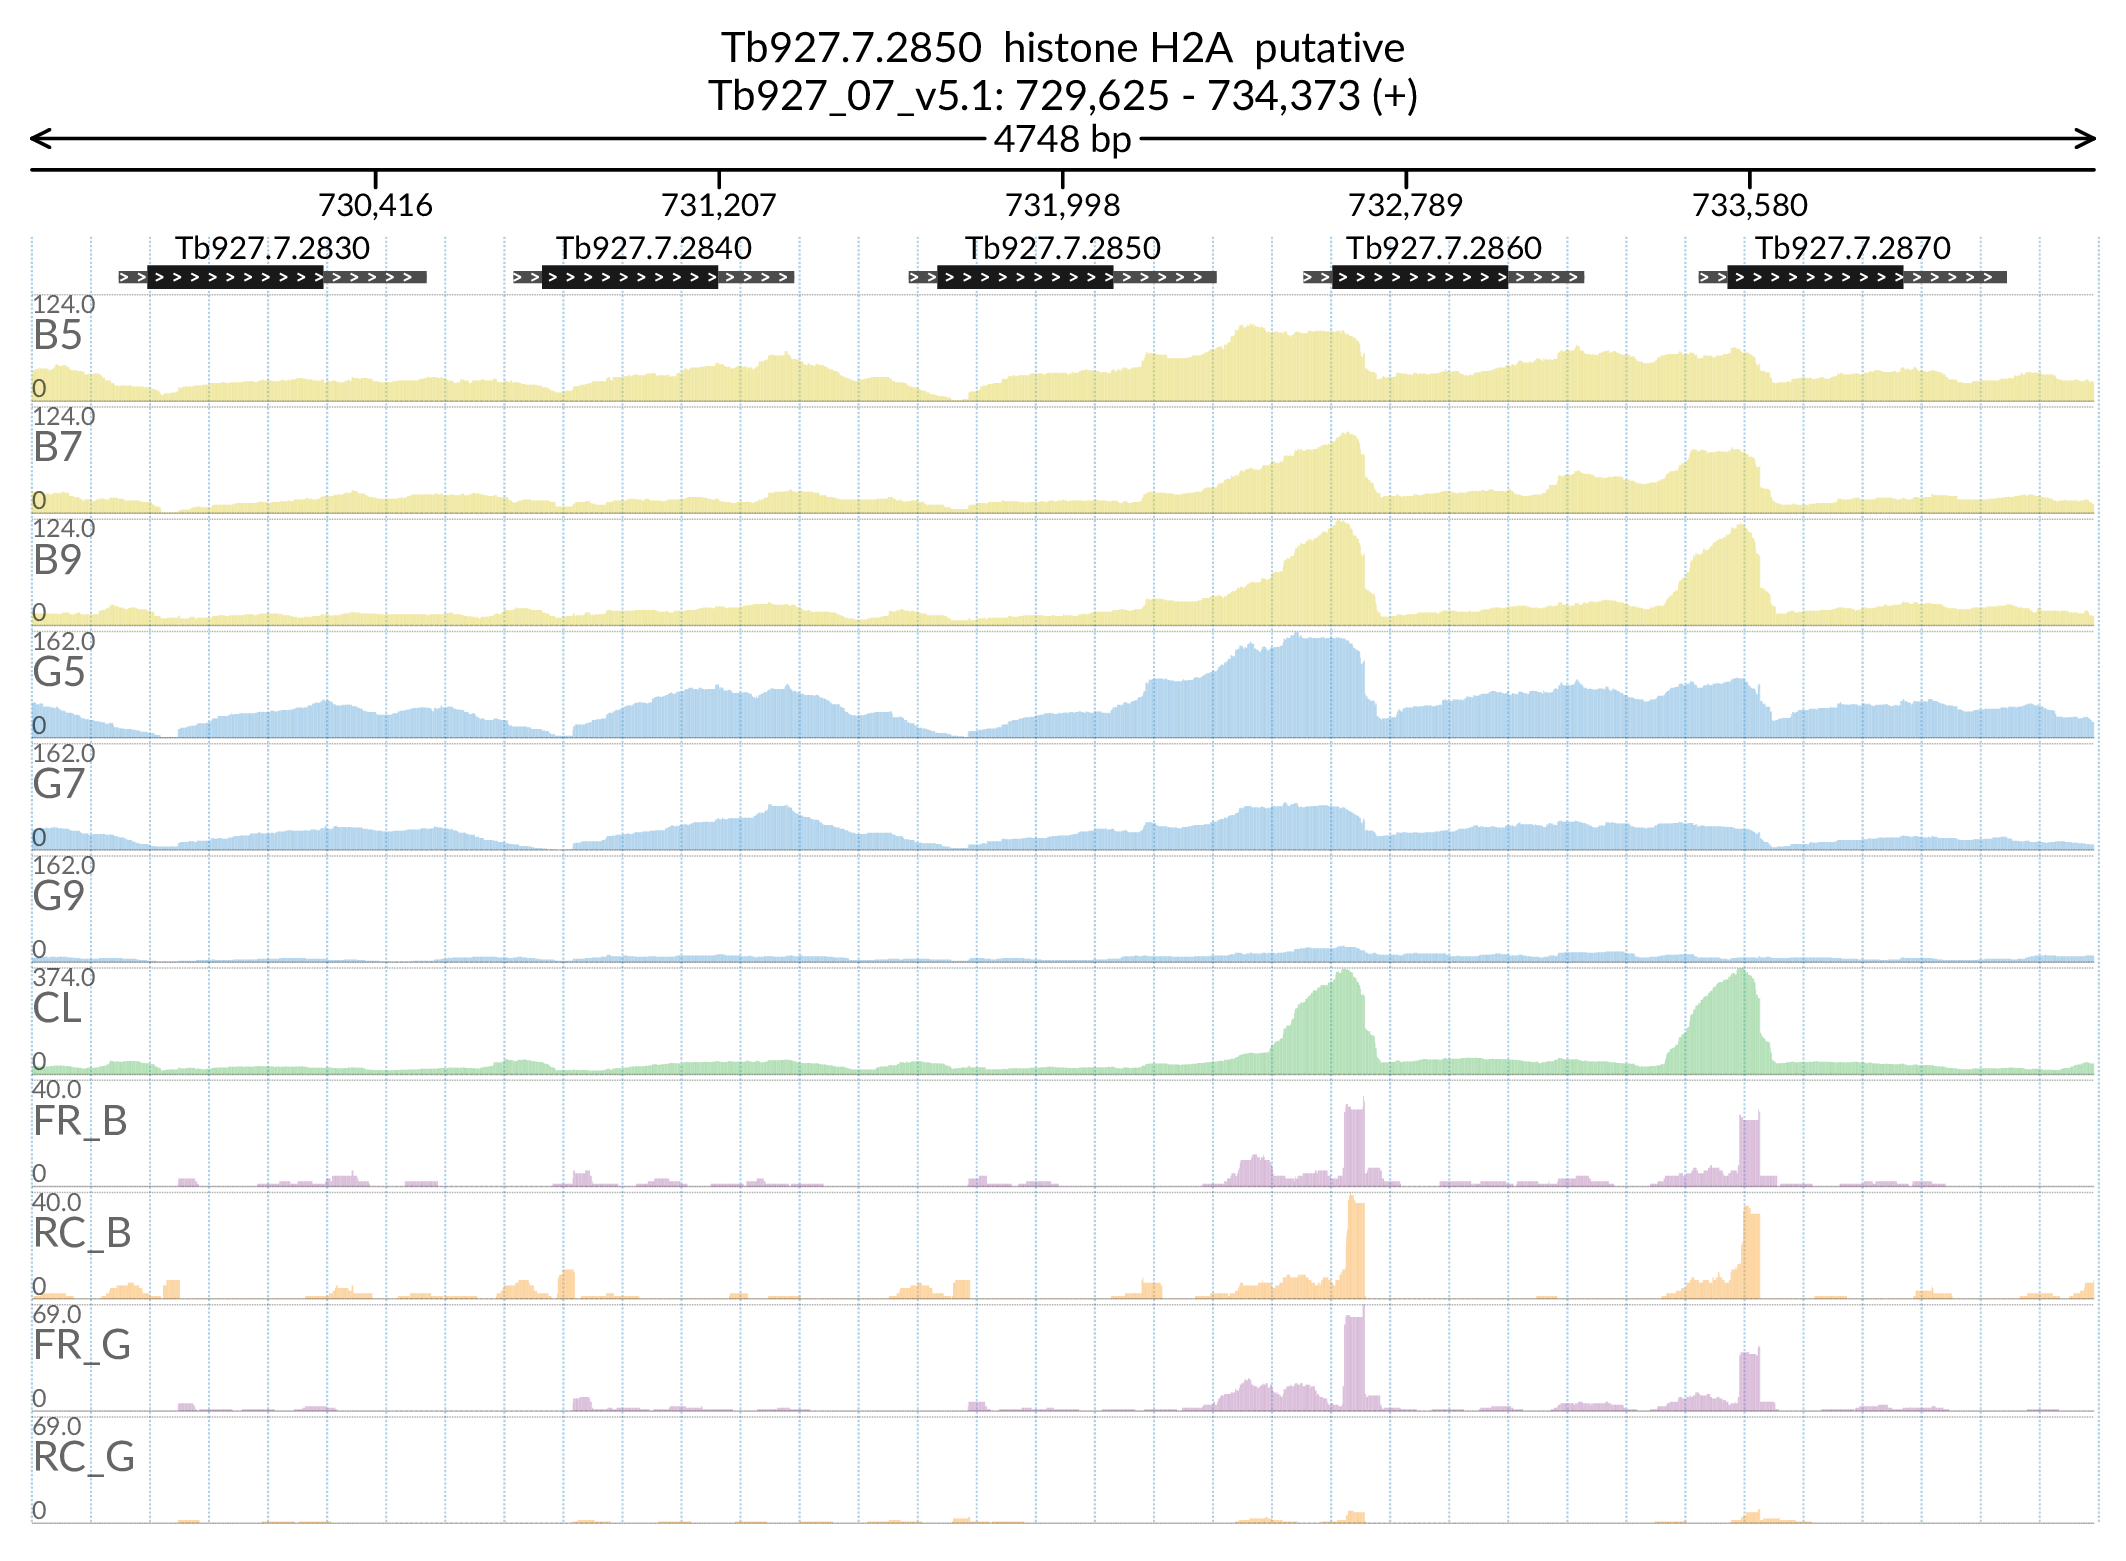 Tb927.7.2850 histone H2A putative
Tb927_07_v5.1: 729,625 - 734,373 (+)
4748 bp
730,416 731,207 731,998 732,789 733,580
Tb927.7.2830 Tb927.7.2840 Tb927.7.2850 Tb927.7.2860 Tb927.7.2870
124.0
B5
0
124.0
B7
0
124.0
B9
0
162.0
G5
0
162.0
G7
0
162.0
G9
0
374.0
CL
0
40.0
FR_B
0
40.0
RC_B
0
69.0
FR_G
0
69.0
RC_G
0